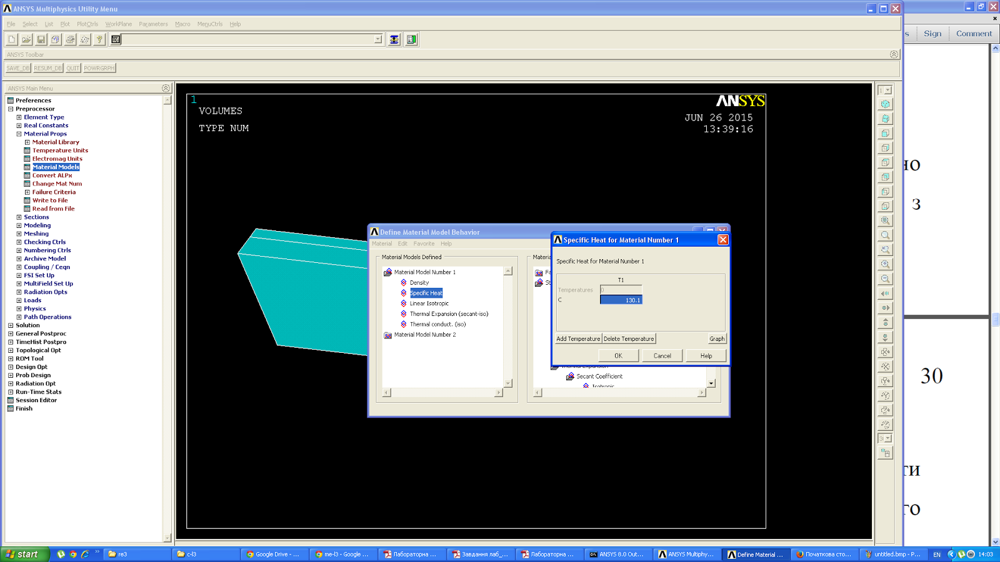 ANSYS Multiphysics Utility Menu
File Select List Plot PlotCtrls WorkPlane Parameters Macro MenuCtrls Help
Sign Comment
ANSYS Toolbar
SAVE_DB RESUM_DB QUIT POWRGRPH
ANSYS Main Menu
Preferences
Preprocessor
Element Type
Real Constants
Material Props
Material Library
Temperature Units
Electromag Units
Material Models
Convert ALPx
Change Mat Num
Failure Criteria
Write to File
Read from File
Sections
Modeling
Meshing
Checking Ctrls
Numbering Ctrls
Archive Model
Coupling / Ceqn
FSI Set Up
MultiField Set Up
Radiation Opts
Loads
Physics
Path Operations
Solution
General Postproc
TimeHist Postpro
Topological Opt
ROM Tool
Design Opt
Prob Design
Radiation Opt
Run-Time Stats
Session Editor
Finish
1
VOLUMES
TYPE NUM
ANSYS
JUN 26 2015
13:39:16
Define Material Model Behavior
Material Edit Favorite Help
Material Models Defined
Material Model Number 1
Density
Specific Heat
Linear Isotropic
Thermal Expansion (secant-iso)
Thermal conduct. (iso)
Material Model Number 2
Specific Heat for Material Number 1
Specific Heat for Material Number 1
T1
Temperatures 0
C 130.1
Add Temperature Delete Temperature Graph
OK Cancel Help
Secant Coefficient
Isotropic
но
з
30
ти
го
start re3 c-l3 Google Drive - ... me-l3 - Google ... Лабораторна ... Завдання лаб_... Лабораторна ... ANSYS 8.0 Out... ANSYS Multiphy... Define Material ... Початкова сто... untitled.bmp - P... EN 14:03